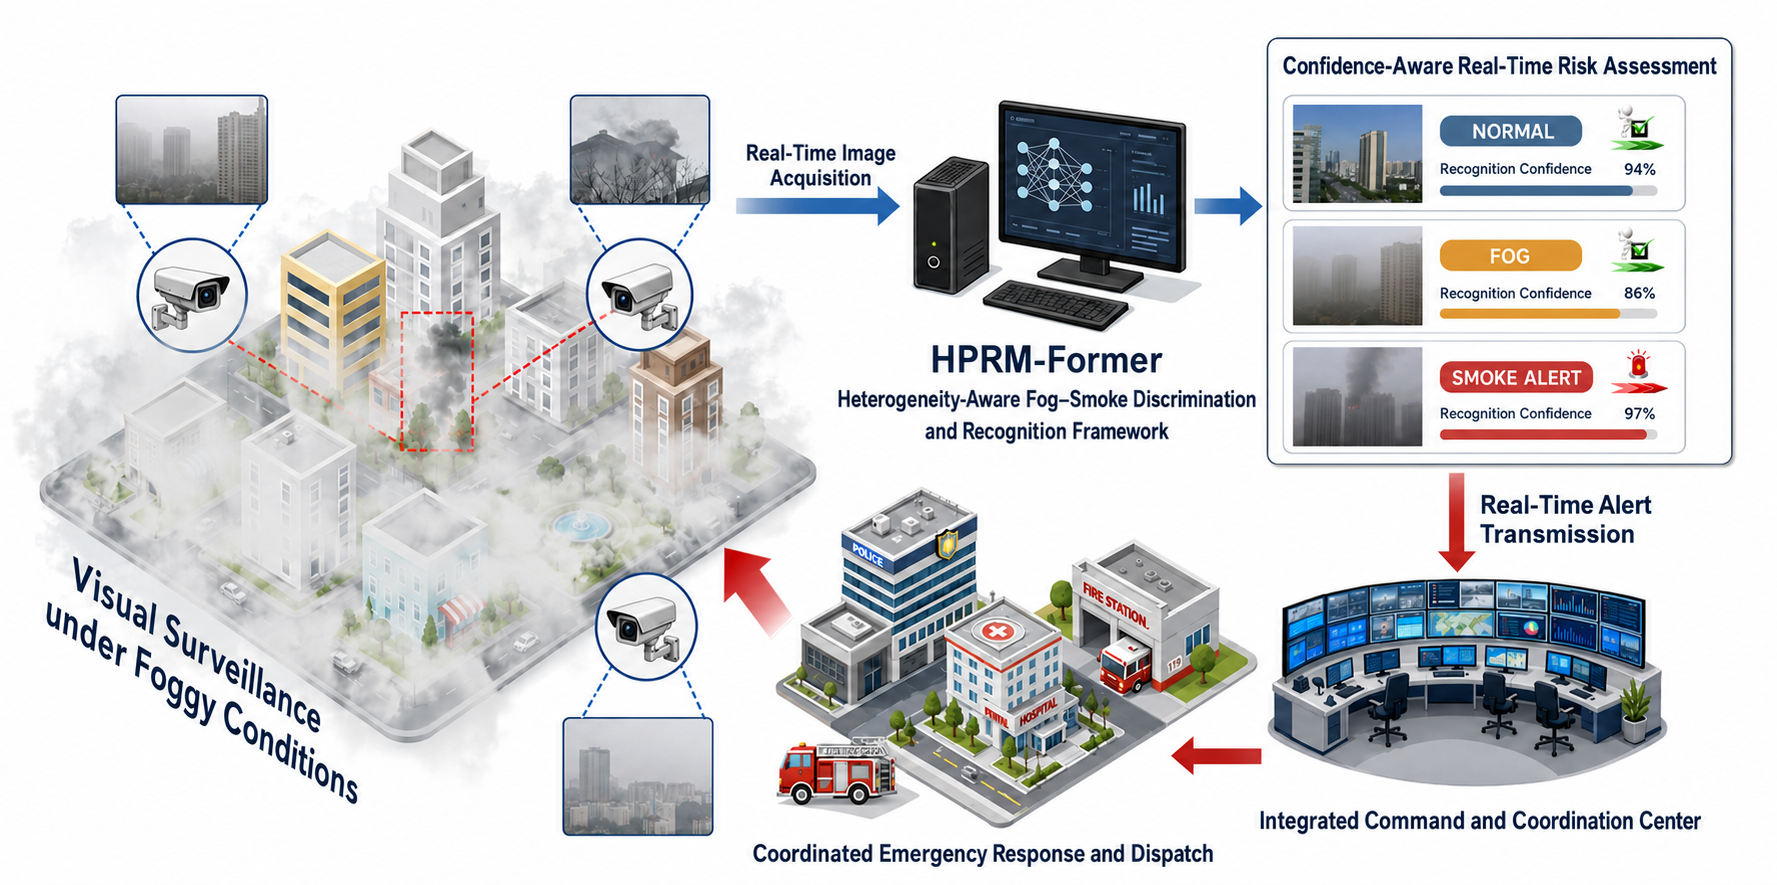 Real-Time Image
Acquisition
Confidence-Aware Real-Time Risk Assessment
NORMAL
Recognition Confidence 94%
FOG
Recognition Confidence 86%
SMOKE ALERT
Recognition Confidence 97%
HPRM-Former
Heterogeneity-Aware Fog–Smoke Discrimination
and Recognition Framework
Real-Time Alert
Transmission
Visual Surveillance
under Foggy Conditions
POLICE
FIRE STATION.
119
HOSPITAL
Integrated Command and Coordination Center
Coordinated Emergency Response and Dispatch